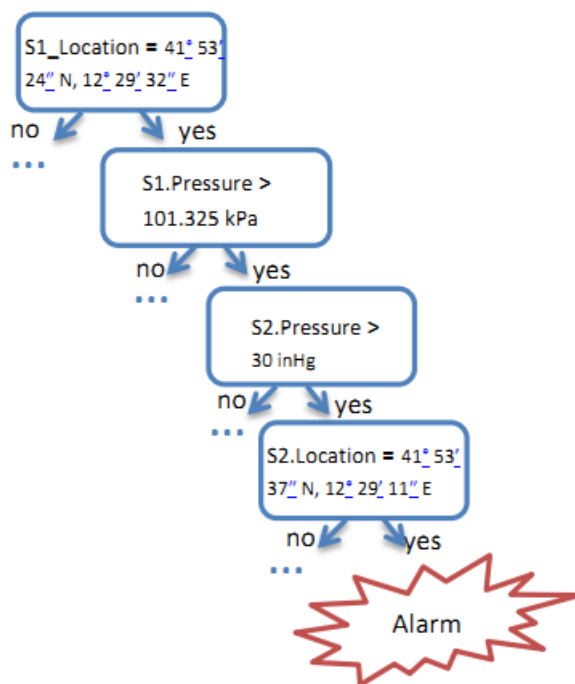 S1_Location = 41° 53′
24″ N, 12° 29′ 32″ E
no yes
...
S1.Pressure >
101.325 kPa
no yes
...
S2.Pressure >
30 inHg
no yes
...
S2.Location = 41° 53′
37″ N, 12° 29′ 11″ E
no yes
...
Alarm